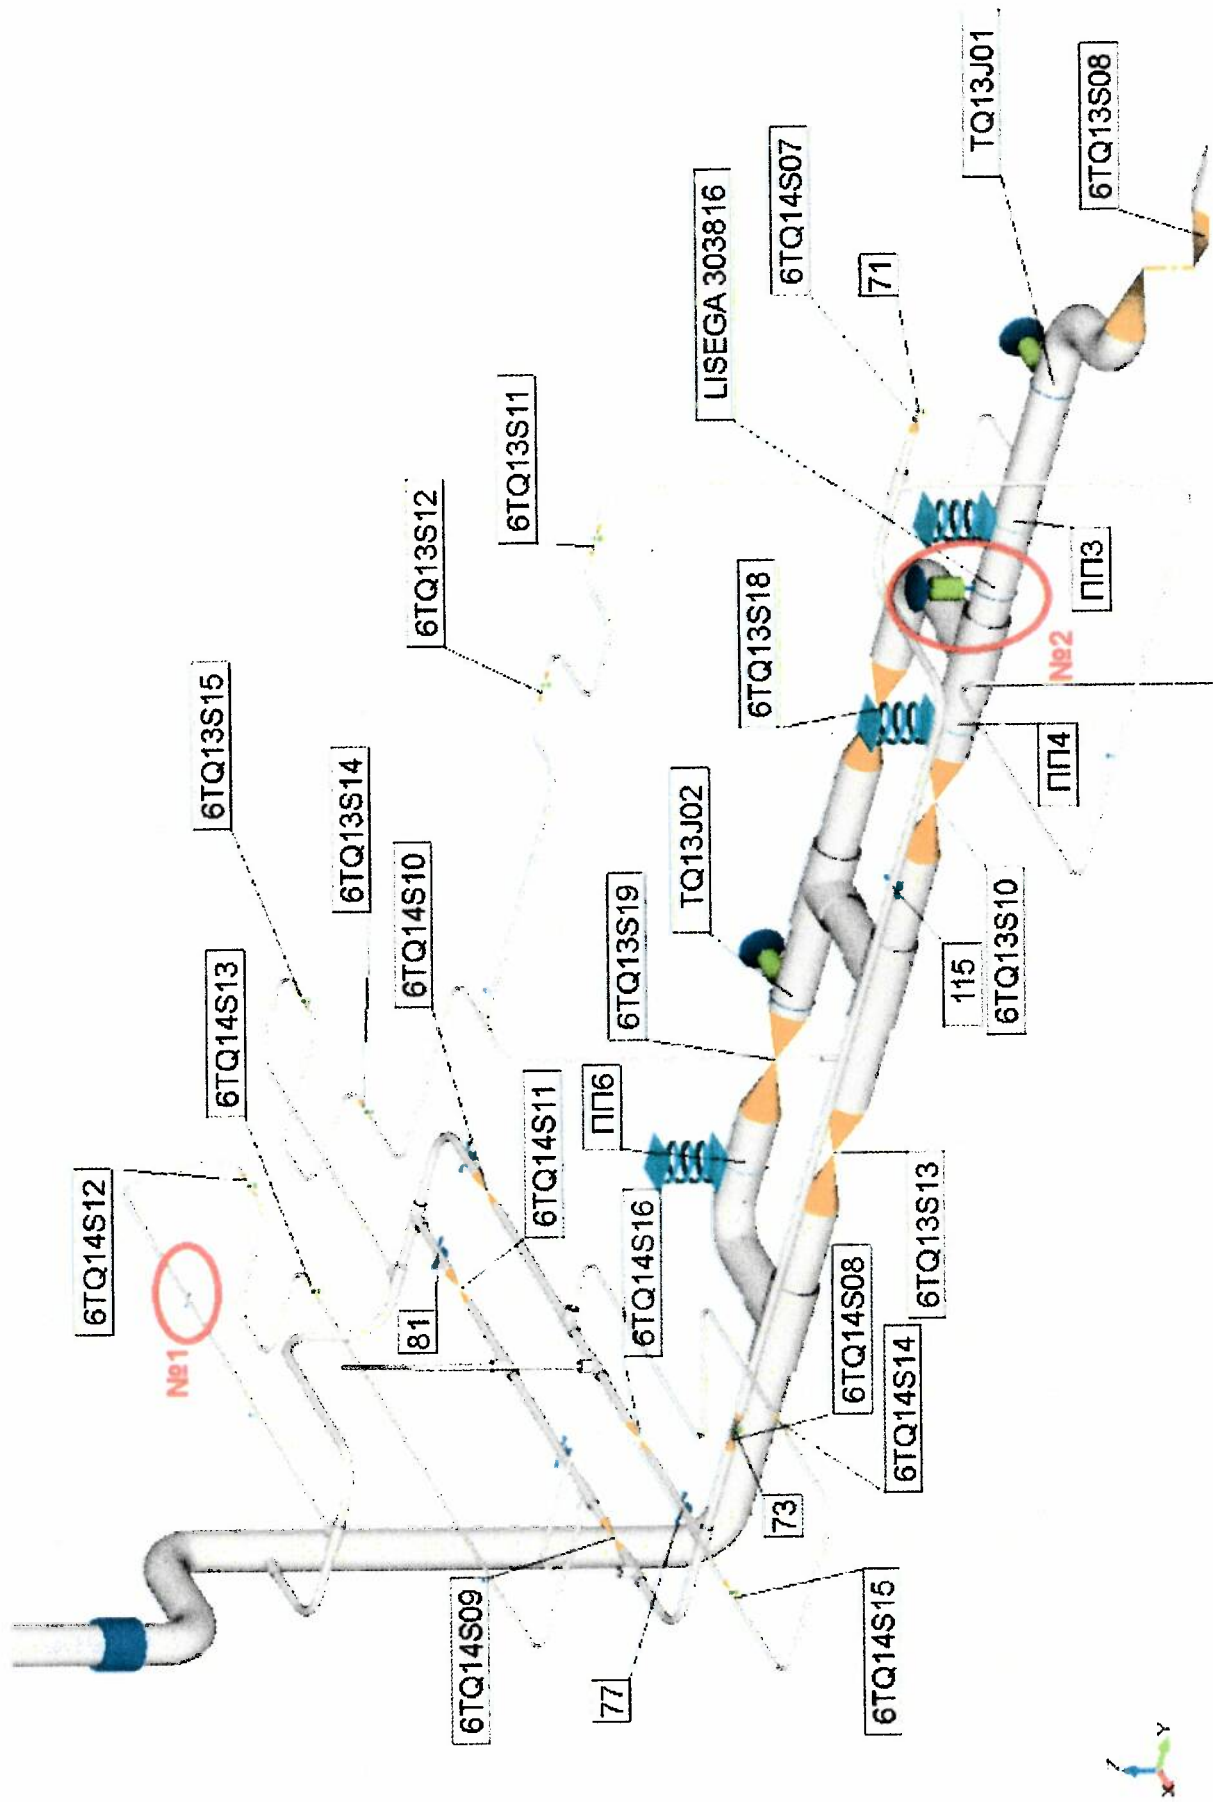 TQ13J01
6TQ13S08
6TQ14S07
LISEGA 303816
71
6TQ13S11
6TQ13S12
6TQ13S18
ПП3
№2
ПП4
6TQ13S15
6TQ13S14
6TQ14S10
TQ13J02
6TQ13S19
115
6TQ13S10
6TQ14S13
6TQ14S12
6TQ14S11
ПП6
6TQ14S16
6TQ13S13
№1
81
6TQ14S08
6TQ14S14
73
6TQ14S09
77
6TQ14S15
Z
Y
X